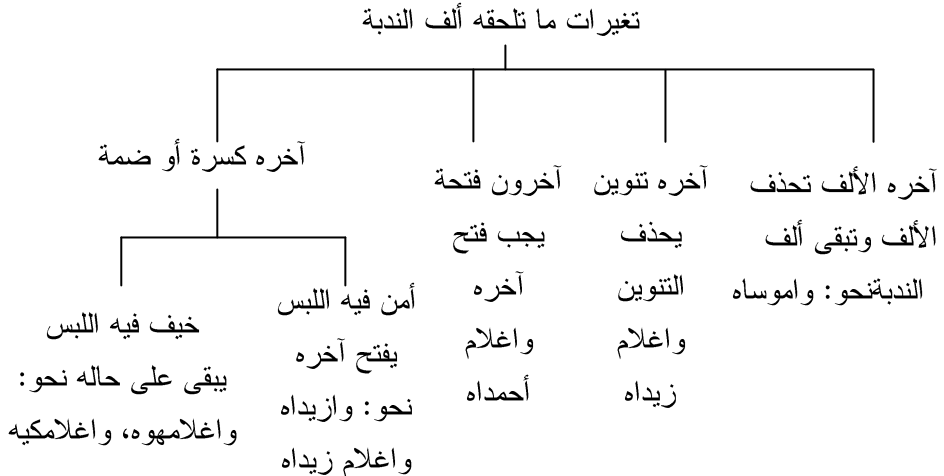 تغيرات ما تلحقه ألف الندبة
آخره الألف تحذف
الألف وتبقى ألف
الندبةنحو: واموساه
آخره تنوين
يحذف
التنوين
واغلام
زيداه
آخرون فتحة
يجب فتح
آخره
واغلام
أحمداه
آخره كسرة أو ضمة
أمن فيه اللبس
يفتح آخره
نحو: وازيداه
واغلام زيداه
خيف فيه اللبس
يبقى على حاله نحو:
واغلامهوه، واغلامكيه